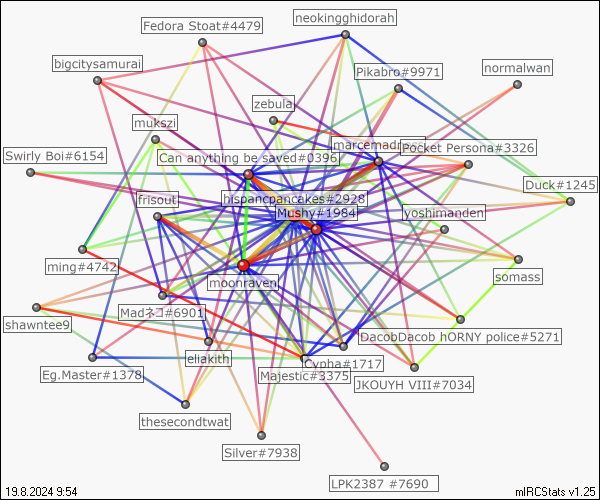 neokingghidorah
Fedora Stoat#4479
bigcitysamurai
Pikabro#9971
normalwan
zebula
mukszi
Pocket Persona#3326
Swirly Boi#6154
Can anything be saved#0396
Duck#1245
frisout
hispancpancakes#2928
Mushy#1984
yoshimanden
ming#4742
moonraven
somass
Madネコ#6901
shawntee9
DacobDacob hORNY police#5271
eliakith
Cypha#1717
Eg.Master#1378
Majestic#3375
JKOUYH VIII#7034
thesecondtwat
Silver#7938
LPK2387 #7690
19.8.2024 9:54
mIRCStats v1.25